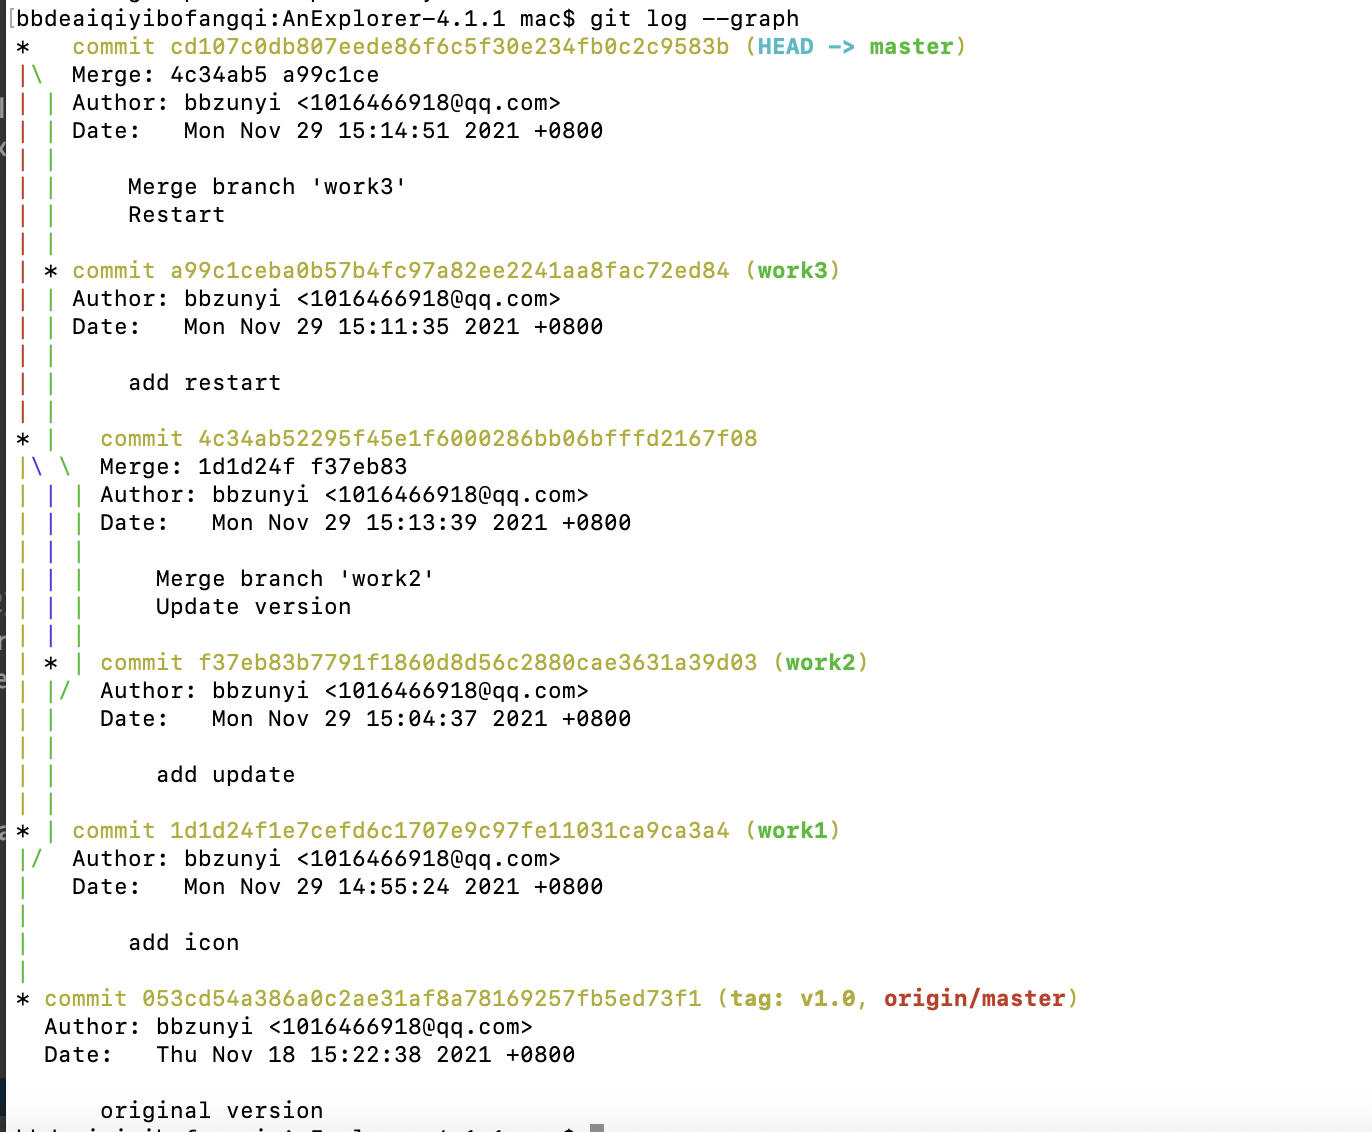 bbdeaiqiyibofangqi:AnExplorer-4.1.1 mac$ git log --graph
*   commit cd107c0db807eede86f6c5f30e234fb0c2c9583b (HEAD -> master)
|\  Merge: 4c34ab5 a99c1ce
| | Author: bbzunyi <1016466918@qq.com>
| | Date:   Mon Nov 29 15:14:51 2021 +0800
| |
| |     Merge branch 'work3'
| |     Restart
| |
| * commit a99c1ceba0b57b4fc97a82ee2241aa8fac72ed84 (work3)
| | Author: bbzunyi <1016466918@qq.com>
| | Date:   Mon Nov 29 15:11:35 2021 +0800
| |
| |     add restart
| |
* |   commit 4c34ab52295f45e1f6000286bb06bfffd2167f08
|\ \  Merge: 1d1d24f f37eb83
| | | Author: bbzunyi <1016466918@qq.com>
| | | Date:   Mon Nov 29 15:13:39 2021 +0800
| | |
| | |     Merge branch 'work2'
| | |     Update version
| | |
| * | commit f37eb83b7791f1860d8d56c2880cae3631a39d03 (work2)
| |/  Author: bbzunyi <1016466918@qq.com>
| |   Date:   Mon Nov 29 15:04:37 2021 +0800
| |
| |       add update
| |
* | commit 1d1d24f1e7cefd6c1707e9c97fe11031ca9ca3a4 (work1)
|/  Author: bbzunyi <1016466918@qq.com>
|   Date:   Mon Nov 29 14:55:24 2021 +0800
|
|       add icon
|
* commit 053cd54a386a0c2ae31af8a78169257fb5ed73f1 (tag: v1.0, origin/master)
  Author: bbzunyi <1016466918@qq.com>
  Date:   Thu Nov 18 15:22:38 2021 +0800

      original version